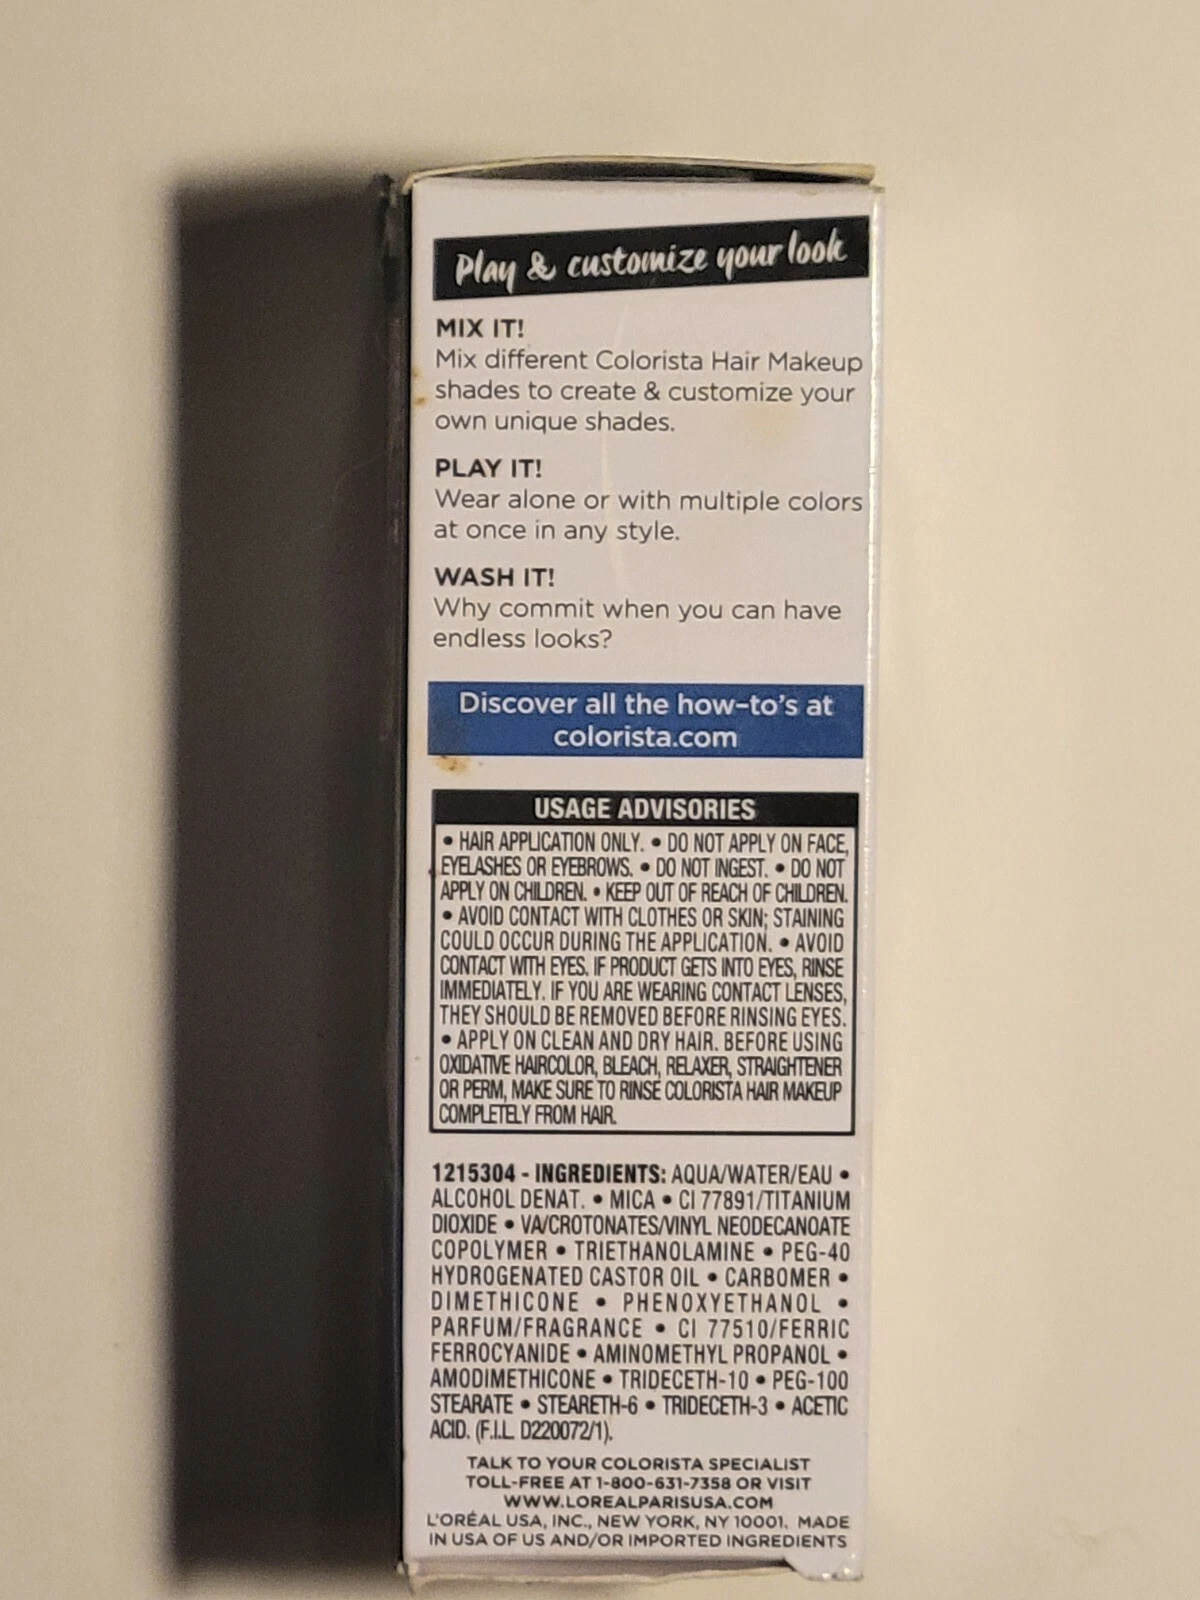 Play & customize your look
MIX IT!
Mix different Colorista Hair Makeup
shades to create & customize your
own unique shades.
PLAY IT!
Wear alone or with multiple colors
at once in any style.
WASH IT!
Why commit when you can have
endless looks?
Discover all the how-to's at
colorista.com
USAGE ADVISORIES
• HAIR APPLICATION ONLY. • DO NOT APPLY ON FACE,
EYELASHES OR EYEBROWS. • DO NOT INGEST. • DO NOT
APPLY ON CHILDREN. • KEEP OUT OF REACH OF CHILDREN.
• AVOID CONTACT WITH CLOTHES OR SKIN; STAINING
COULD OCCUR DURING THE APPLICATION. • AVOID
CONTACT WITH EYES. IF PRODUCT GETS INTO EYES, RINSE
IMMEDIATELY. IF YOU ARE WEARING CONTACT LENSES,
THEY SHOULD BE REMOVED BEFORE RINSING EYES.
• APPLY ON CLEAN AND DRY HAIR. BEFORE USING
OXIDATIVE HAIRCOLOR, BLEACH, RELAXER, STRAIGHTENER
OR PERM, MAKE SURE TO RINSE COLORISTA HAIR MAKEUP
COMPLETELY FROM HAIR.
1215304 - INGREDIENTS: AQUA/WATER/EAU •
ALCOHOL DENAT. • MICA • CI 77891/TITANIUM
DIOXIDE • VA/CROTONATES/VINYL NEODECANOATE
COPOLYMER • TRIETHANOLAMINE • PEG-40
HYDROGENATED CASTOR OIL • CARBOMER •
DIMETHICONE • PHENOXYETHANOL •
PARFUM/FRAGRANCE • CI 77510/FERRIC
FERROCYANIDE • AMINOMETHYL PROPANOL •
AMODIMETHICONE • TRIDECETH-10 • PEG-100
STEARATE • STEARETH-6 • TRIDECETH-3 • ACETIC
ACID. (F.I.L. D220072/1).
TALK TO YOUR COLORISTA SPECIALIST
TOLL-FREE AT 1-800-631-7358 OR VISIT
WWW.LOREALPARISUSA.COM
L'ORÉAL USA, INC., NEW YORK, NY 10001. MADE
IN USA OF US AND/OR IMPORTED INGREDIENTS